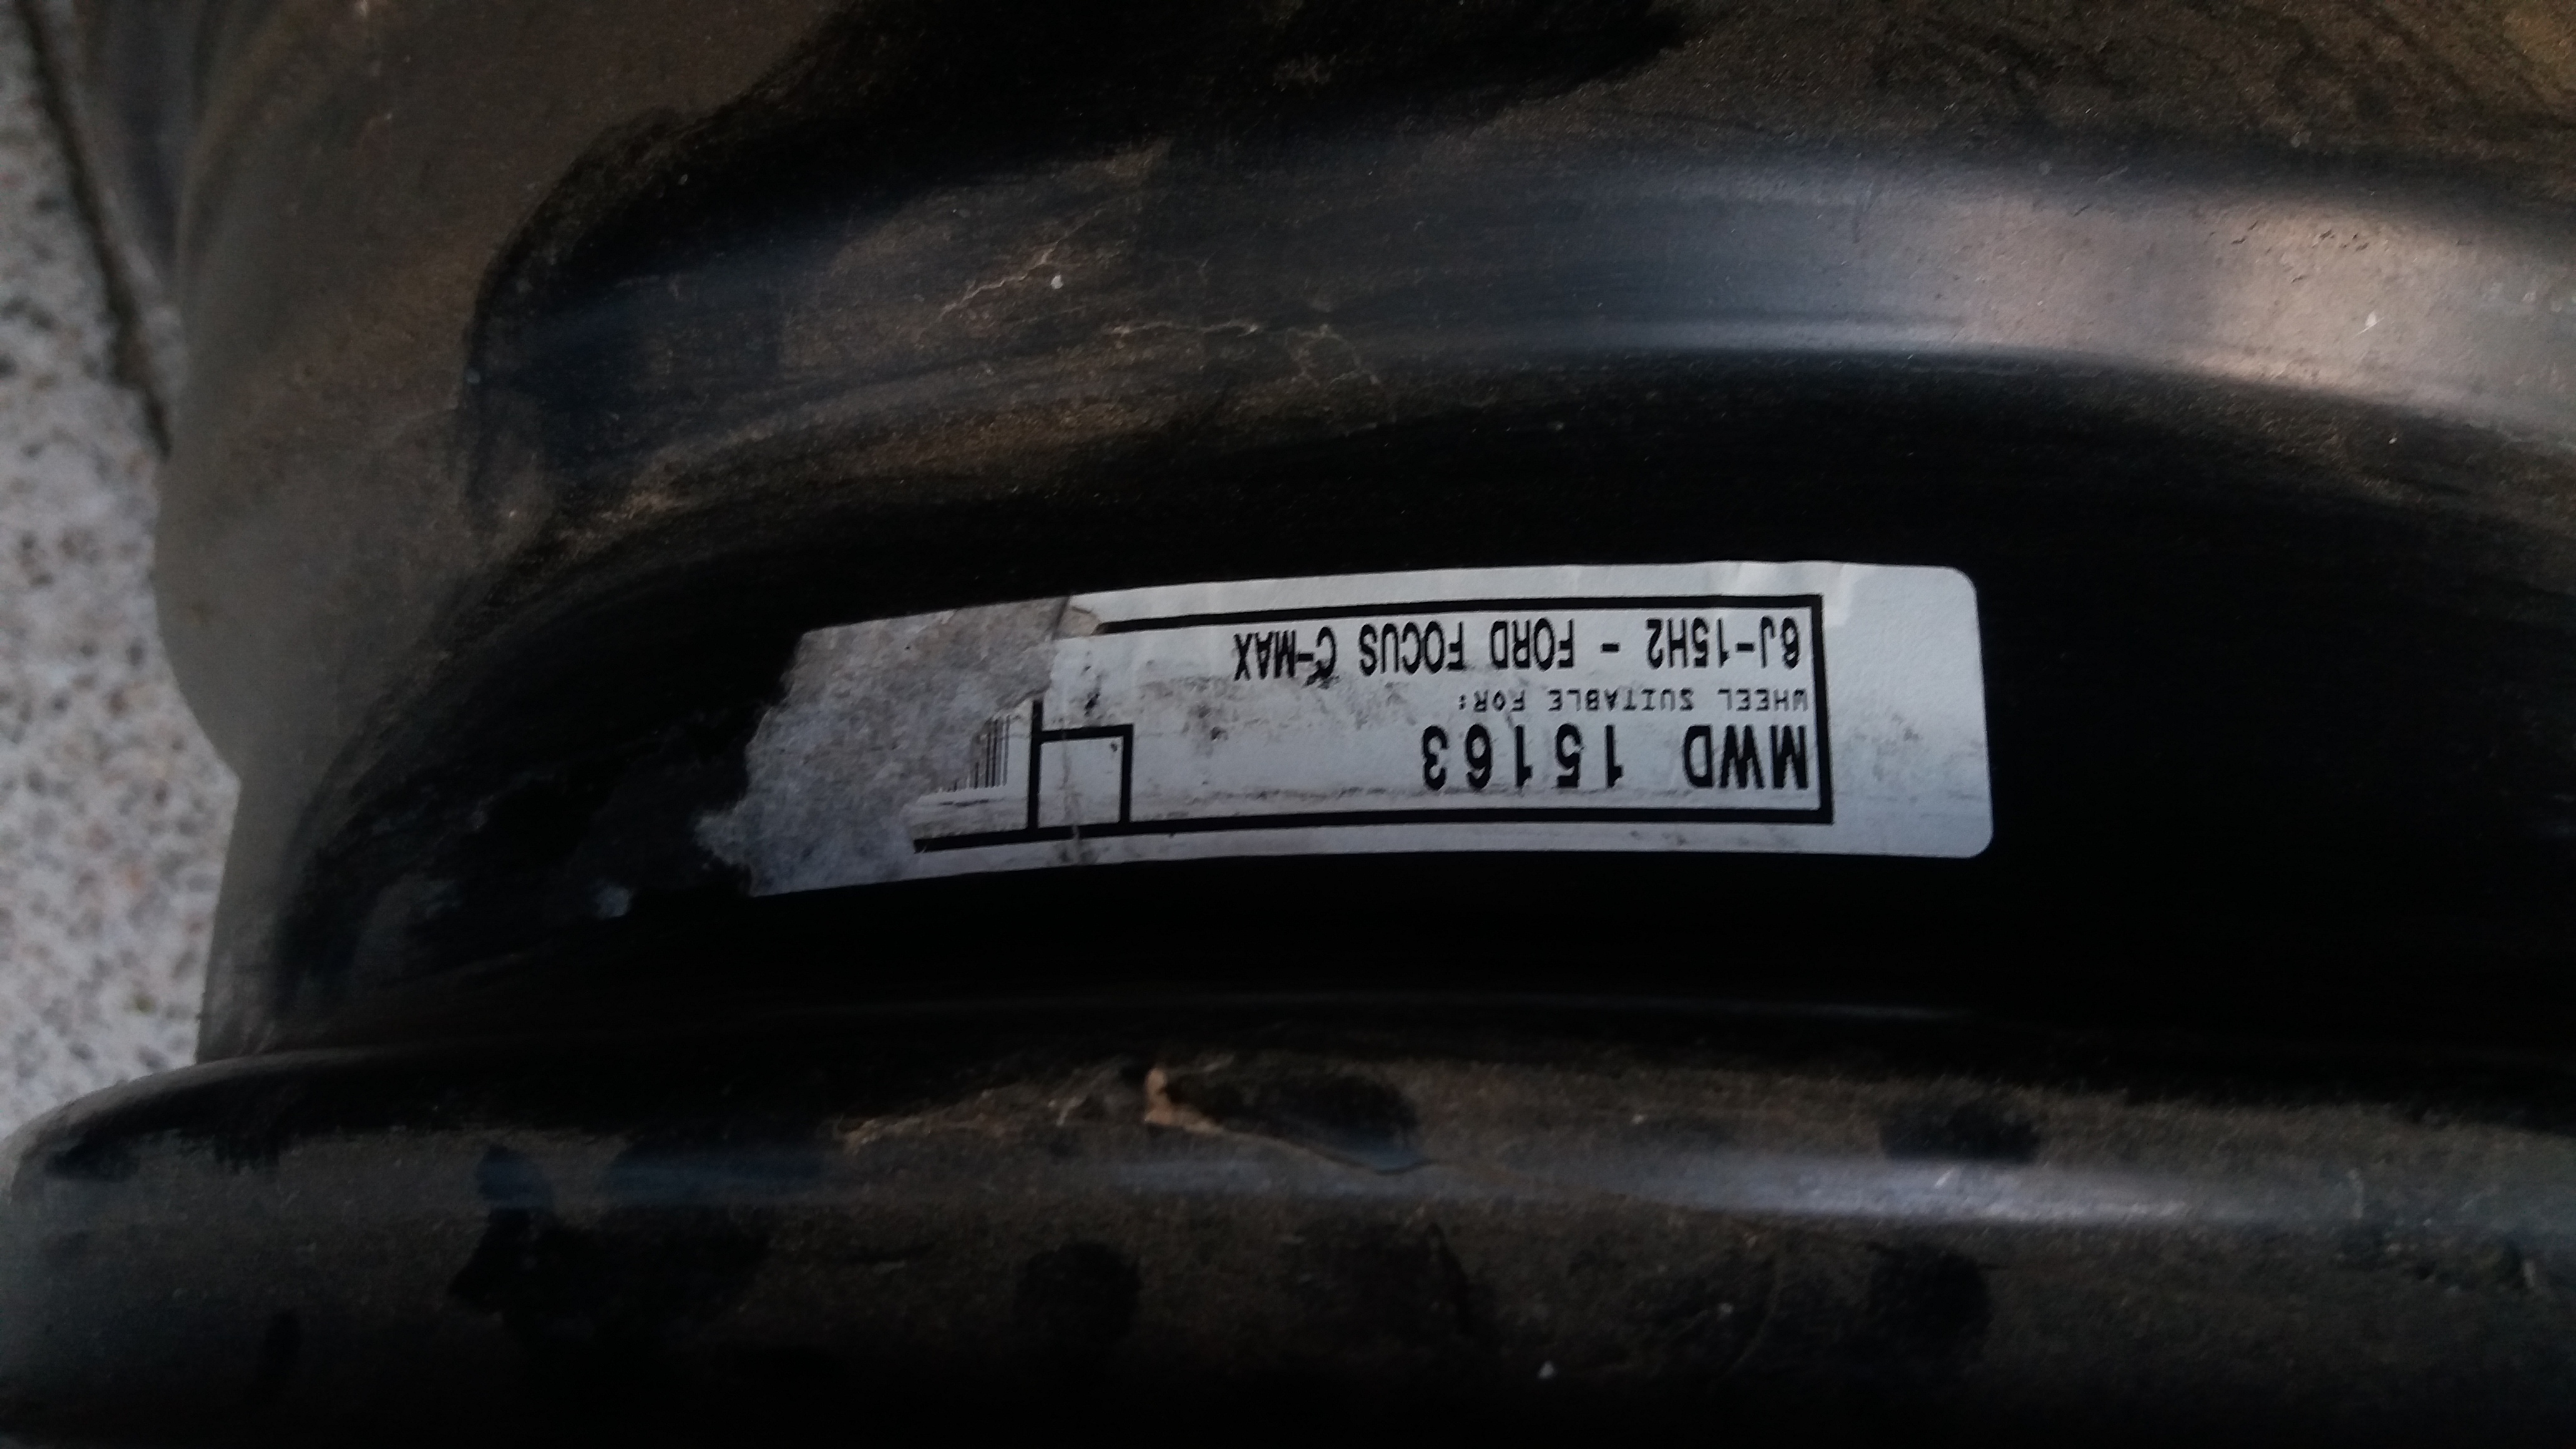 MWD 15163
WHEEL SUITABLE FOR:
6J-15H2 - FORD FOCUS C-MAX